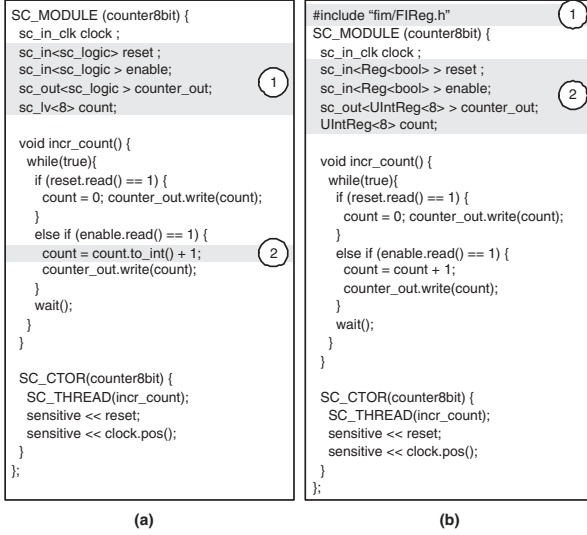 SC_MODULE (counter8bit) {
sc_in_clk clock ;
sc_in<sc_logic> reset ;
sc_in<sc_logic > enable;
sc_out<sc_logic > counter_out;
sc_lv<8> count;
1
void incr_count() {
while(true){
if (reset.read() == 1) {
count = 0; counter_out.write(count);
}
else if (enable.read() == 1) {
count = count.to_int() + 1;
2
counter_out.write(count);
}
wait();
}
}
SC_CTOR(counter8bit) {
SC_THREAD(incr_count);
sensitive << reset;
sensitive << clock.pos();
}
};
(a)
#include “fim/FIReg.h”
1
SC_MODULE (counter8bit) {
sc_in_clk clock ;
sc_in<Reg<bool> > reset ;
sc_in<Reg<bool> > enable;
sc_out<UIntReg<8> > counter_out;
UIntReg<8> count;
2
void incr_count() {
while(true){
if (reset.read() == 1) {
count = 0; counter_out.write(count);
}
else if (enable.read() == 1) {
count = count + 1;
counter_out.write(count);
}
wait();
}
}
SC_CTOR(counter8bit) {
SC_THREAD(incr_count);
sensitive << reset;
sensitive << clock.pos();
}
};
(b)